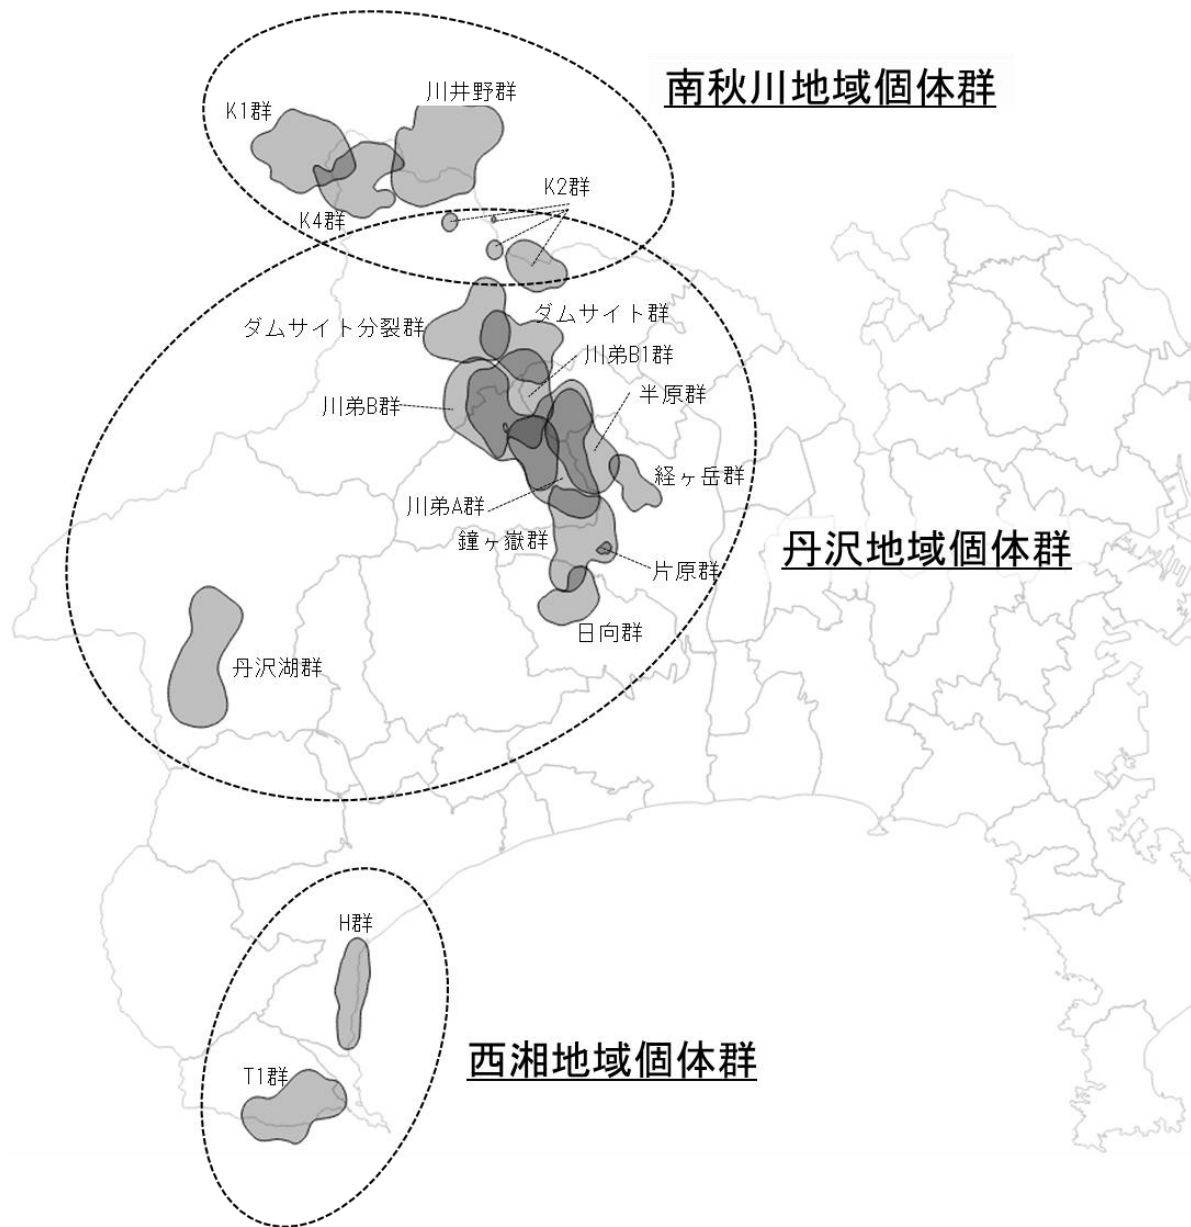 南秋川地域個体群
川井野群
K1群
K2群
K4群
ダムサイト分裂群
ダムサイト群
川弟B1群
川弟B群
半原群
経ヶ岳群
川弟A群
鐘ヶ嶽群
丹沢地域個体群
片原群
日向群
丹沢湖群
H群
西湘地域個体群
T1群